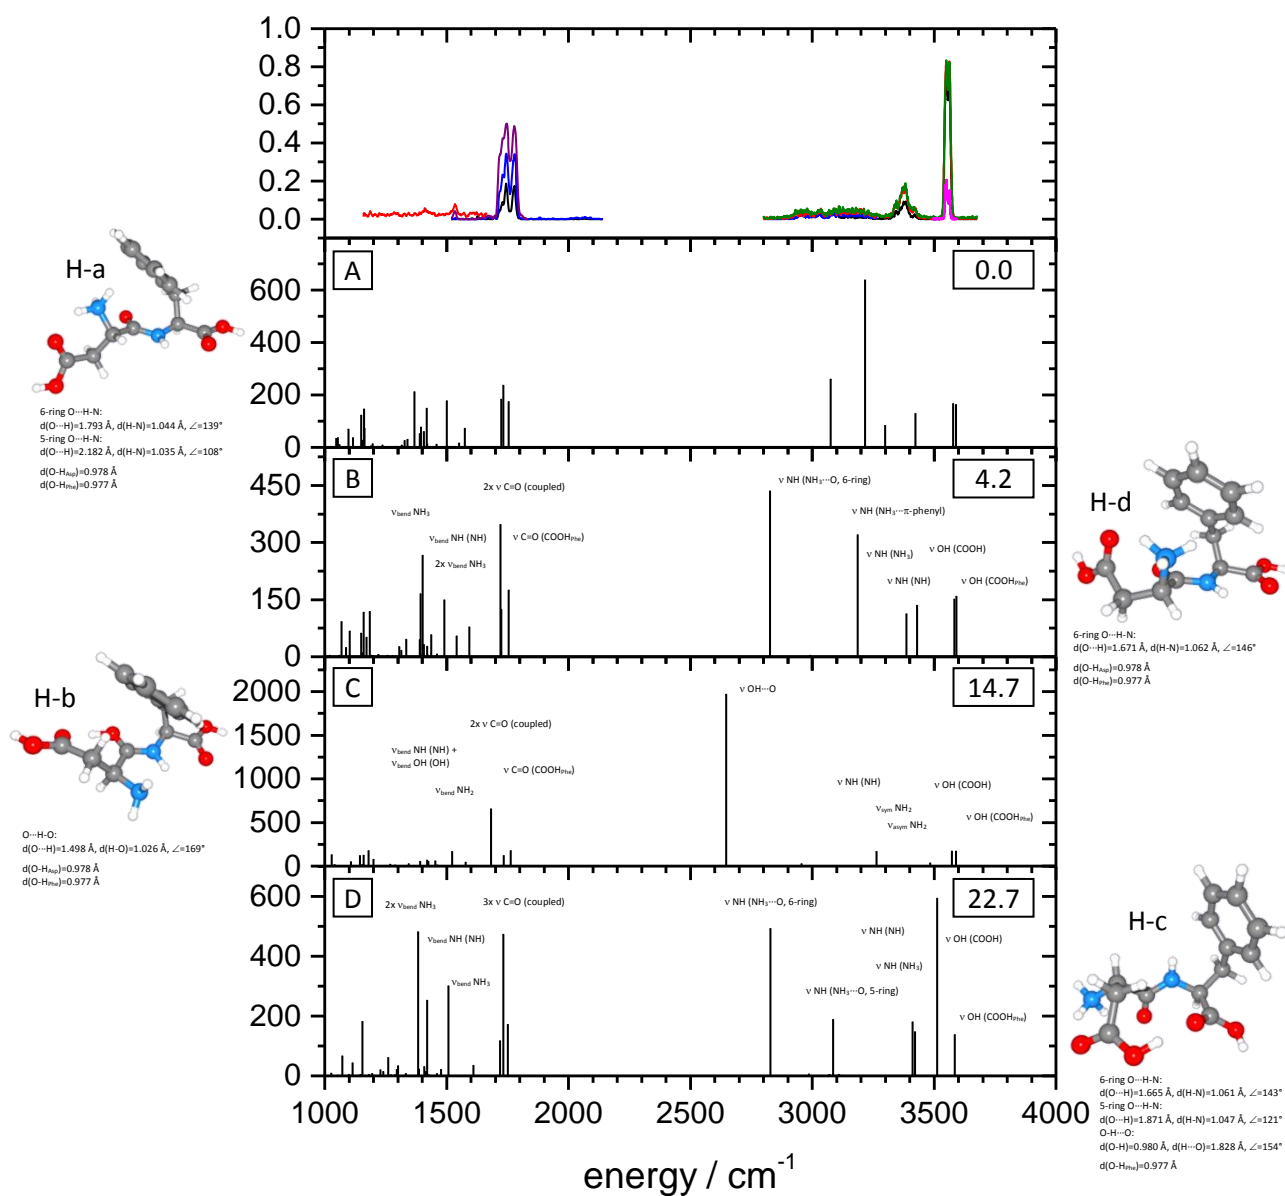 1.0
0.8
0.6
0.4
0.2
0.0
H-a
6-ring O···H-N:
d(O···H)=1.793 Å, d(H-N)=1.044 Å, ∠=139°
5-ring O···H-N:
d(O···H)=2.182 Å, d(H-N)=1.035 Å, ∠=108°
d(O-HAsp)=0.978 Å
d(O-HPhe)=0.977 Å
A
0.0
600
400
200
0
B
4.2
450
300
150
0
2x ν C=O (coupled)
νbend NH3
νbend NH (NH)
2x νbend NH3
ν C=O (COOHPhe)
ν NH (NH3···O, 6-ring)
ν NH (NH3···π-phenyl)
ν NH (NH3)
ν OH (COOH)
ν NH (NH)
ν OH (COOHPhe)
H-d
6-ring O···H-N:
d(O···H)=1.671 Å, d(H-N)=1.062 Å, ∠=146°
d(O-HAsp)=0.978 Å
d(O-HPhe)=0.977 Å
H-b
O···H-O:
d(O···H)=1.498 Å, d(H-O)=1.026 Å, ∠=169°
d(O-HAsp)=0.978 Å
d(O-HPhe)=0.977 Å
C
14.7
2000
1500
1000
500
0
ν OH···O
2x ν C=O (coupled)
νbend NH (NH) +
νbend OH (OH)
ν C=O (COOHPhe)
νbend NH2
ν NH (NH)
ν OH (COOH)
νsym NH2
νasym NH2
ν OH (COOHPhe)
D
22.7
600
400
200
0
2x νbend NH3
3x ν C=O (coupled)
νbend NH (NH)
νbend NH3
ν NH (NH3···O, 6-ring)
ν NH (NH)
ν OH (COOH)
ν NH (NH3)
ν NH (NH3···O, 5-ring)
ν OH (COOHPhe)
H-c
6-ring O···H-N:
d(O···H)=1.665 Å, d(H-N)=1.061 Å, ∠=143°
5-ring O···H-N:
d(O···H)=1.871 Å, d(H-N)=1.047 Å, ∠=121°
O-H···O:
d(O-H)=0.980 Å, d(H···O)=1.828 Å, ∠=154°
d(O-HPhe)=0.977 Å
1000 1500 2000 3000 3500 4000
energy / cm-1